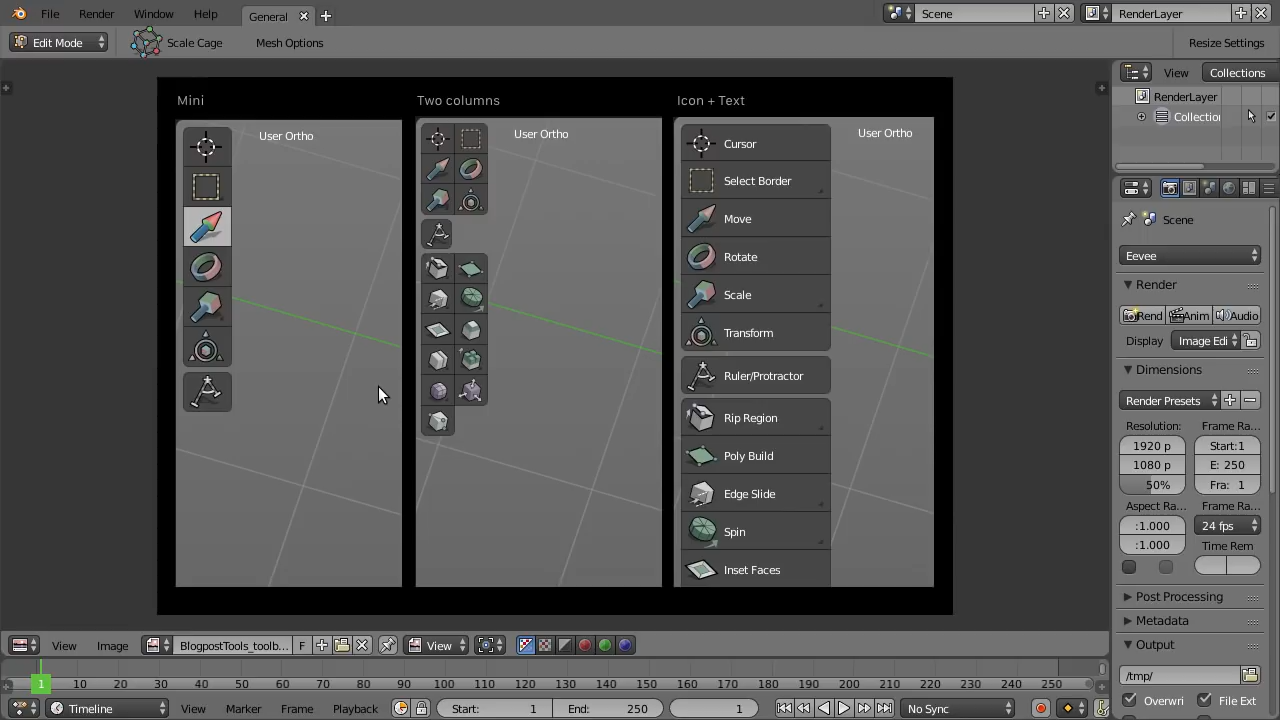 File Render Window Help General Scene RenderLayer
Edit Mode Scale Cage Mesh Options Resize Settings
View Collections
RenderLayer
Collection
Mini
Two columns
Icon + Text
User Ortho
User Ortho
User Ortho
Cursor
Select Border
Move
Rotate
Scale
Transform
Ruler/Protractor
Rip Region
Poly Build
Edge Slide
Spin
Inset Faces
Scene
Eevee
Render
Rend Anim Audio
Display Image Edi
Dimensions
Render Presets
Resolution: Frame Ra...
1920 p Start:1
1080 p E: 250
50% Fra: 1
Aspect Ra... Frame Ra...
:1.000 24 fps
:1.000 Time Rem
Post Processing
Metadata
Output
/tmp/
Overwri File Ext
View Image BlogpostTools_toolb... F View
1 10 20 30 40 50 60 70 80 90 100 110 120 130 140 150 160 170 180 190 200 210 220 230 240 250
Timeline View Marker Frame Playback Start: 1 End: 250 1 No Sync